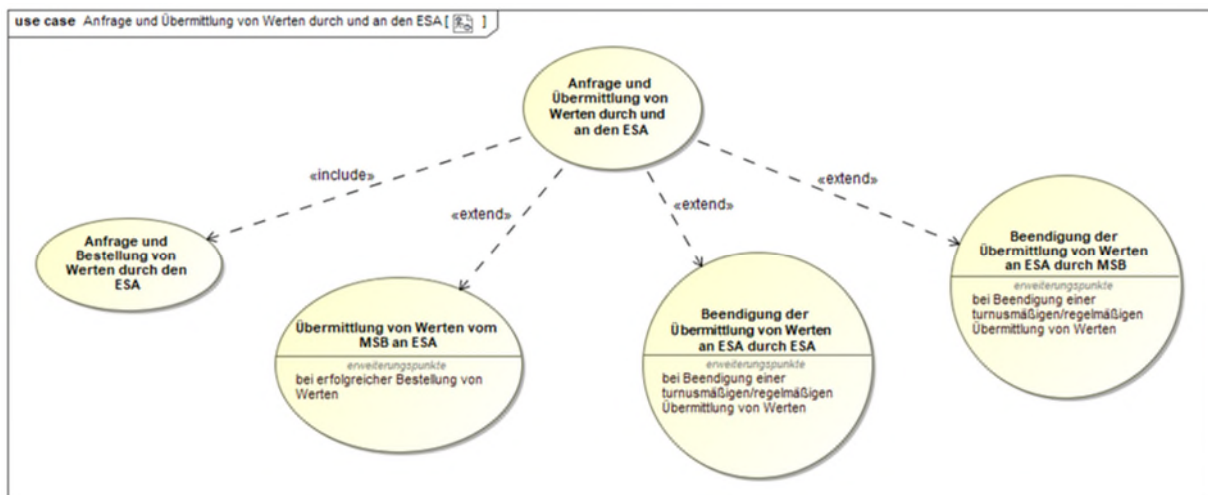 use case Anfrage und Übermittlung von Werten durch und an den ESA [ ]
Anfrage und
Übermittlung von
Werten durch und
an den ESA
«include»
«extend»
«extend»
«extend»
Anfrage und
Bestellung von
Werten durch den
ESA
Übermittlung von Werten vom
MSB an ESA
erweiterungspunkte
bei erfolgreicher Bestellung von
Werten
Beendigung der
Übermittlung von Werten
an ESA durch ESA
erweiterungspunkte
bei Beendigung einer
turnusmäßigen/regelmäßigen
Übermittlung von Werten
Beendigung der
Übermittlung von Werten
an ESA durch MSB
erweiterungspunkte
bei Beendigung einer
turnusmäßigen/regelmäßigen
Übermittlung von Werten